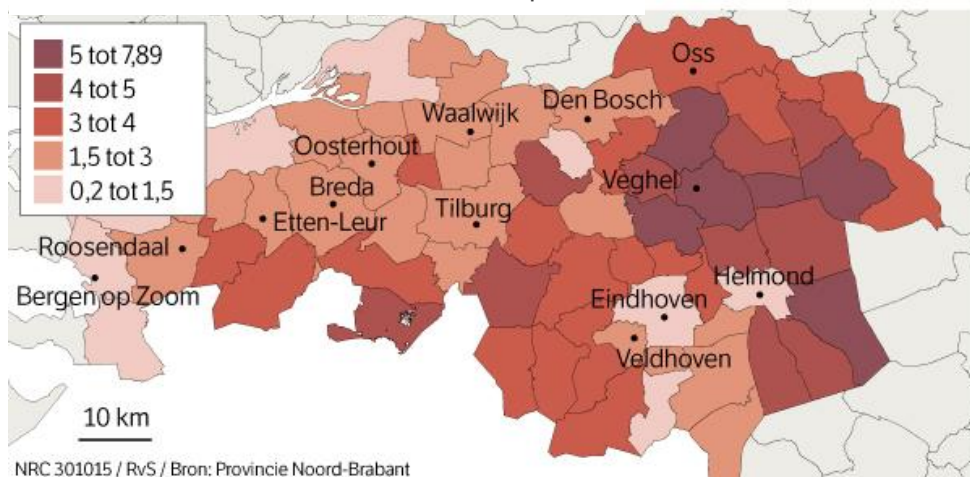 5 tot 7,89
4 tot 5
3 tot 4
1,5 tot 3
0,2 tot 1,5
Oss
Den Bosch
Waalwijk
Oosterhout
Breda
Veghel
Etten-Leur
Tilburg
Roosendaal
Bergen op Zoom
Helmond
Eindhoven
Veldhoven
10 km
NRC 301015 / RvS / Bron: Provincie Noord-Brabant